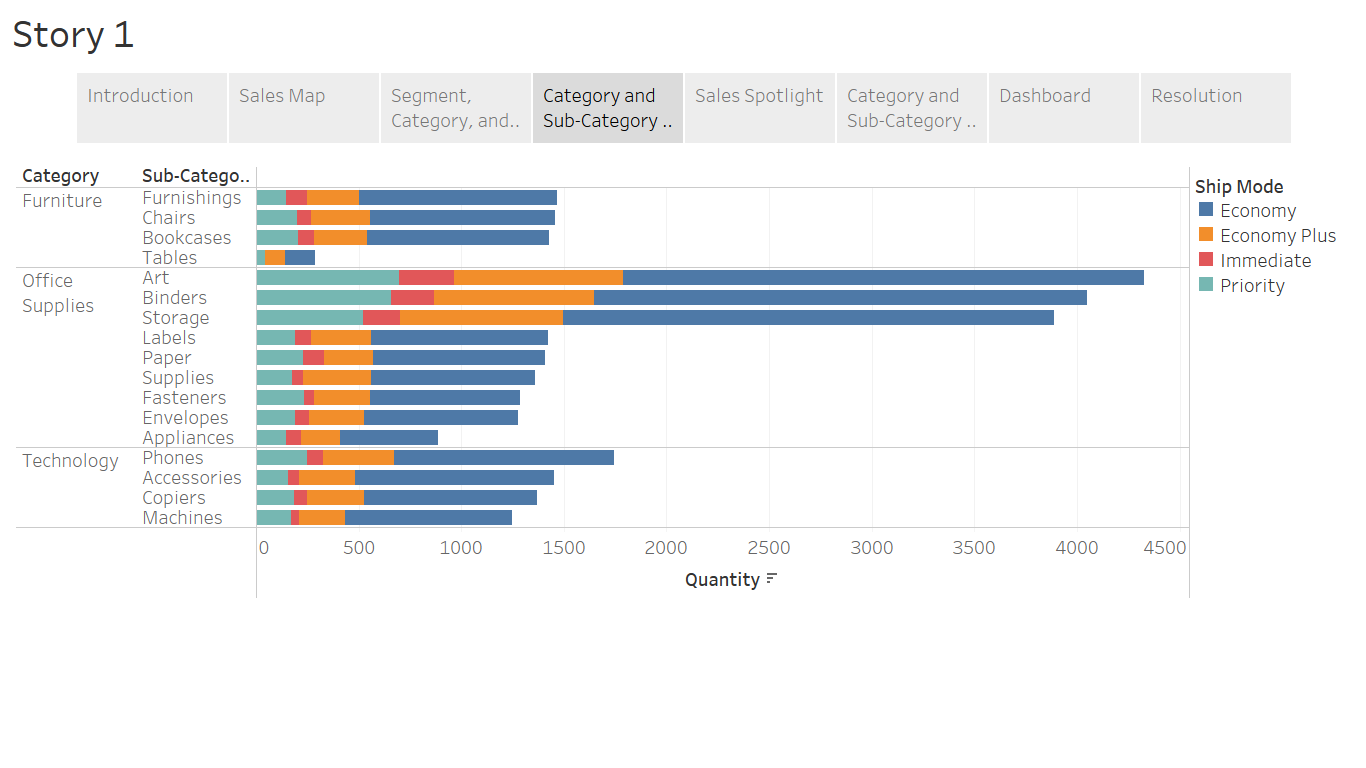 Story 1
Introduction
Sales Map
Segment,
Category, and..
Category and
Sub-Category ..
Sales Spotlight
Category and
Sub-Category ..
Dashboard
Resolution
Category
Sub-Catego..
Furniture
Furnishings
Chairs
Bookcases
Tables
Office
Supplies
Art
Binders
Storage
Labels
Paper
Supplies
Fasteners
Envelopes
Appliances
Technology
Phones
Accessories
Copiers
Machines
0 500 1000 1500 2000 2500 3000 3500 4000 4500
Quantity
Ship Mode
Economy
Economy Plus
Immediate
Priority